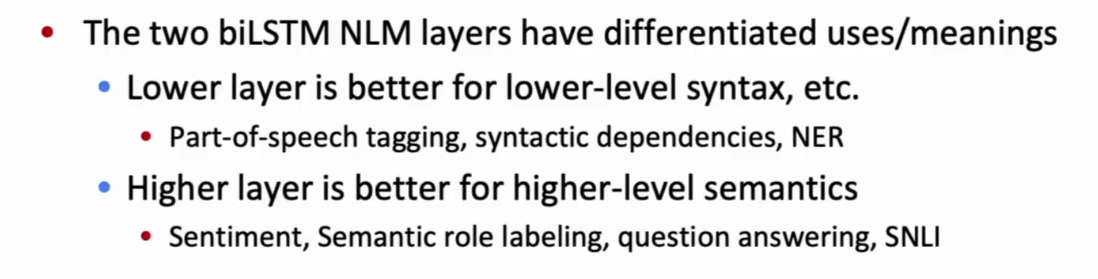 The two biLSTM NLM layers have differentiated uses/meanings
Lower layer is better for lower-level syntax, etc.
Part-of-speech tagging, syntactic dependencies, NER
Higher layer is better for higher-level semantics
Sentiment, Semantic role labeling, question answering, SNLI